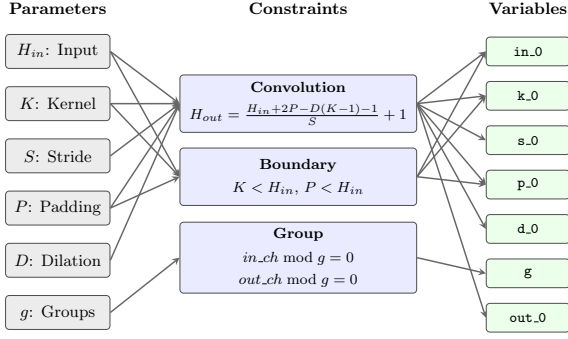 Parameters
Constraints
Variables
H_in: Input
K: Kernel
S: Stride
P: Padding
D: Dilation
g: Groups
Convolution
H_out = (H_in+2P−D(K−1)−1)/S + 1
Boundary
K < H_in, P < H_in
Group
in_ch mod g = 0
out_ch mod g = 0
in_0
k_0
s_0
p_0
d_0
g
out_0